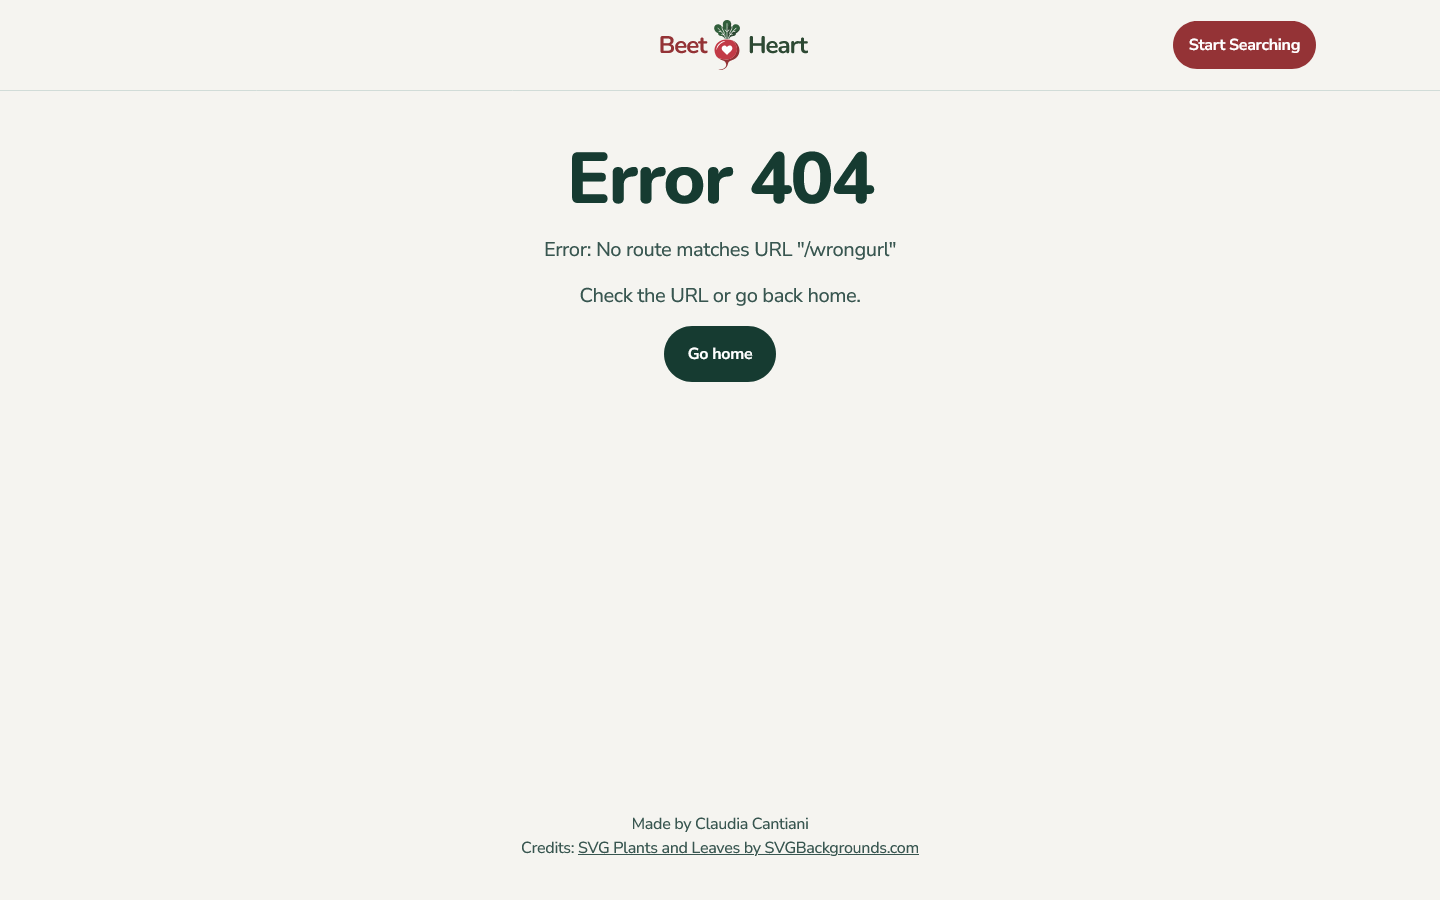 Beet Heart
Start Searching
Error 404
Error: No route matches URL "/wrongurl"
Check the URL or go back home.
Go home
Made by Claudia Cantiani
Credits: SVG Plants and Leaves by SVGBackgrounds.com